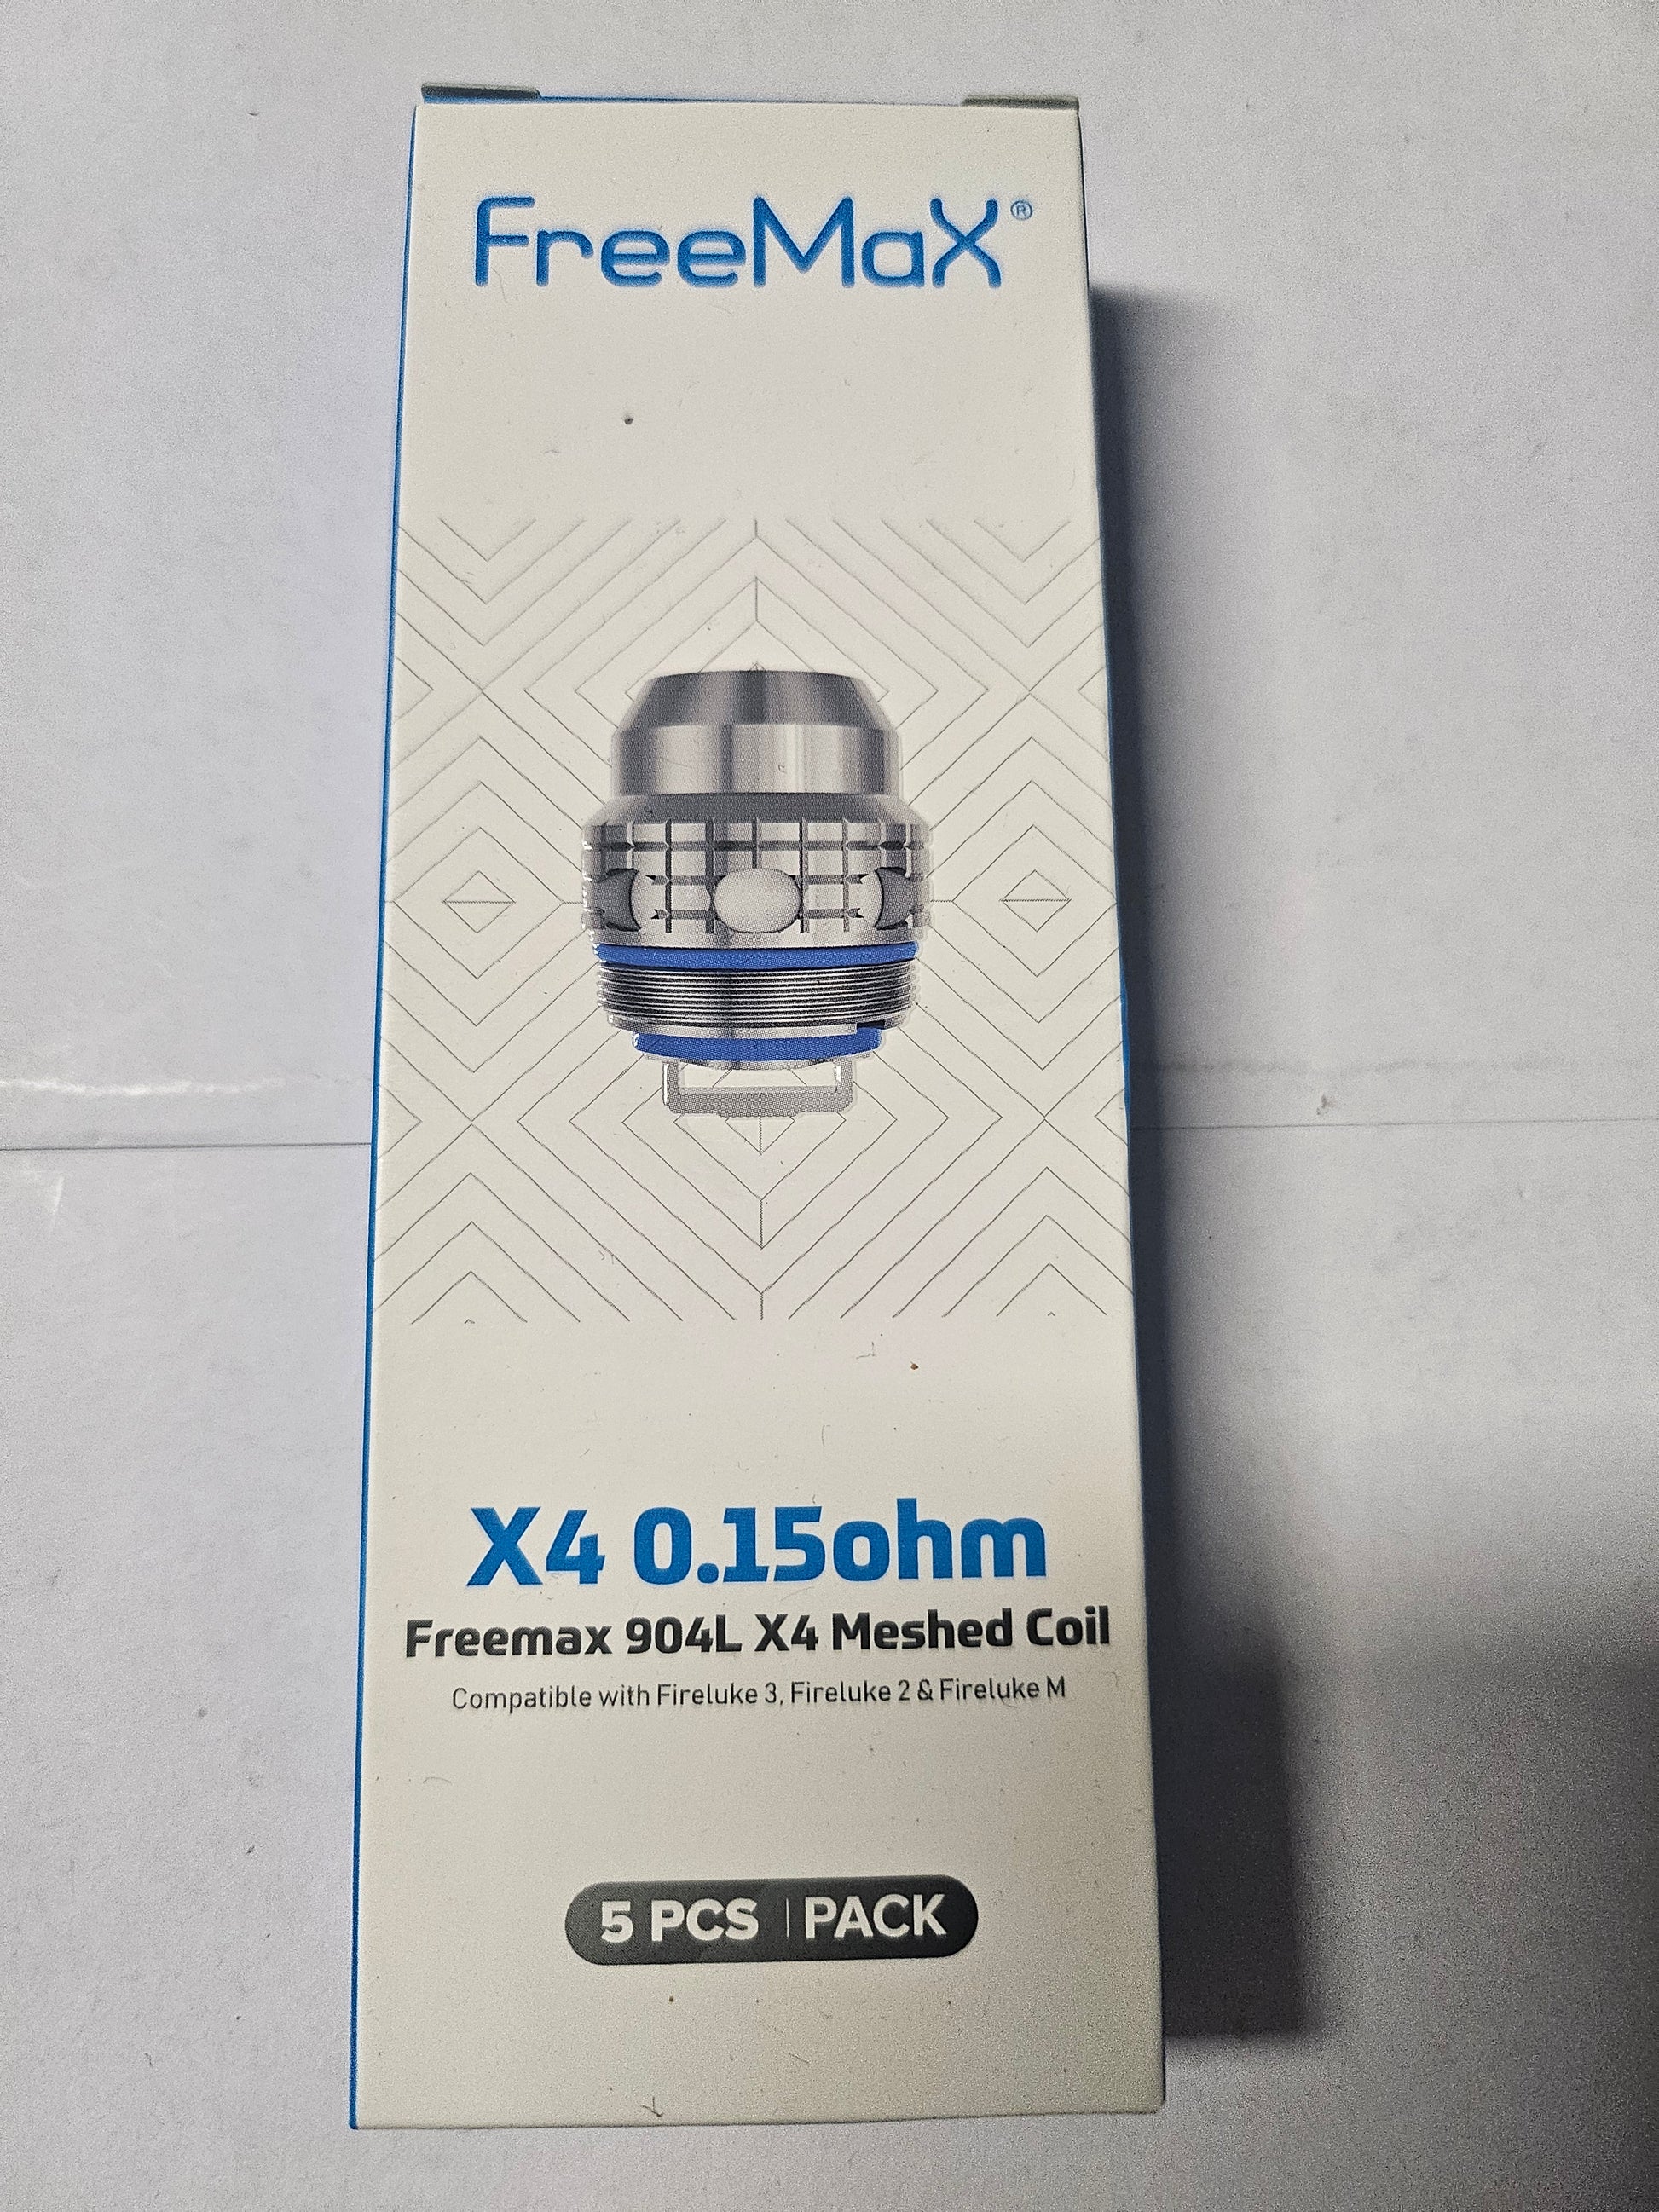 FreeMaX®
X4 0.15ohm
Freemax 904L X4 Meshed Coil
Compatible with Fireluke 3, Fireluke 2 & Fireluke M
5 PCS | PACK